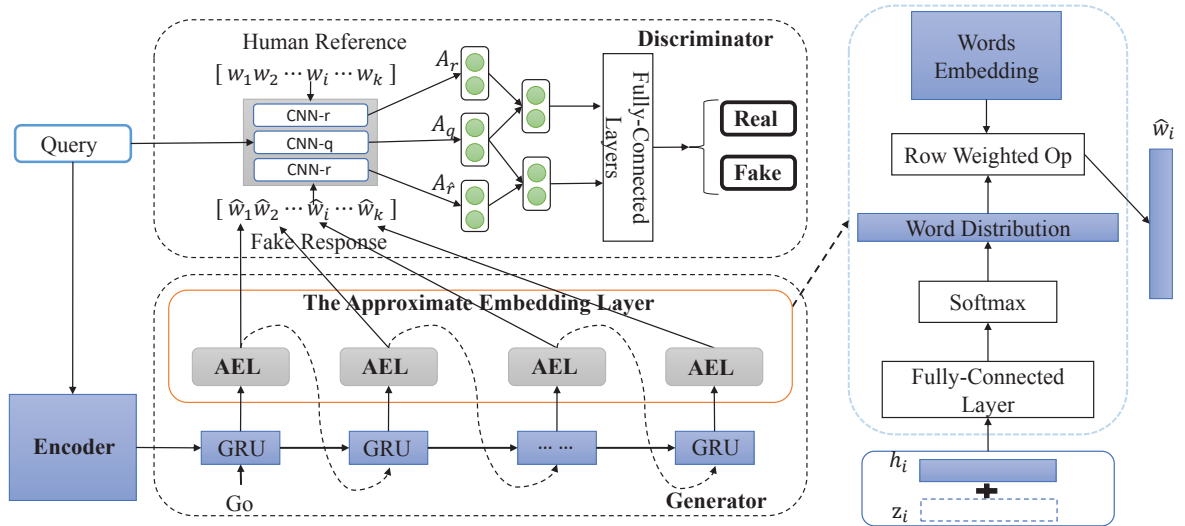 Human Reference
Discriminator
[ w₁w₂ ⋯ wᵢ ⋯ wₖ ]
Aᵣ
CNN-r
CNN-q
CNN-r
A_q
A_r̂
Query
Fully-Connected
Layers
Real
Fake
[ ŵ₁ŵ₂ ⋯ ŵᵢ ⋯ ŵₖ ]
Fake Response
The Approximate Embedding Layer
AEL
AEL
AEL
AEL
Encoder
GRU
GRU
⋯ ⋯
GRU
Go
Generator
Words
Embedding
ŵᵢ
Row Weighted Op
Word Distribution
Softmax
Fully-Connected
Layer
hᵢ
+
zᵢ